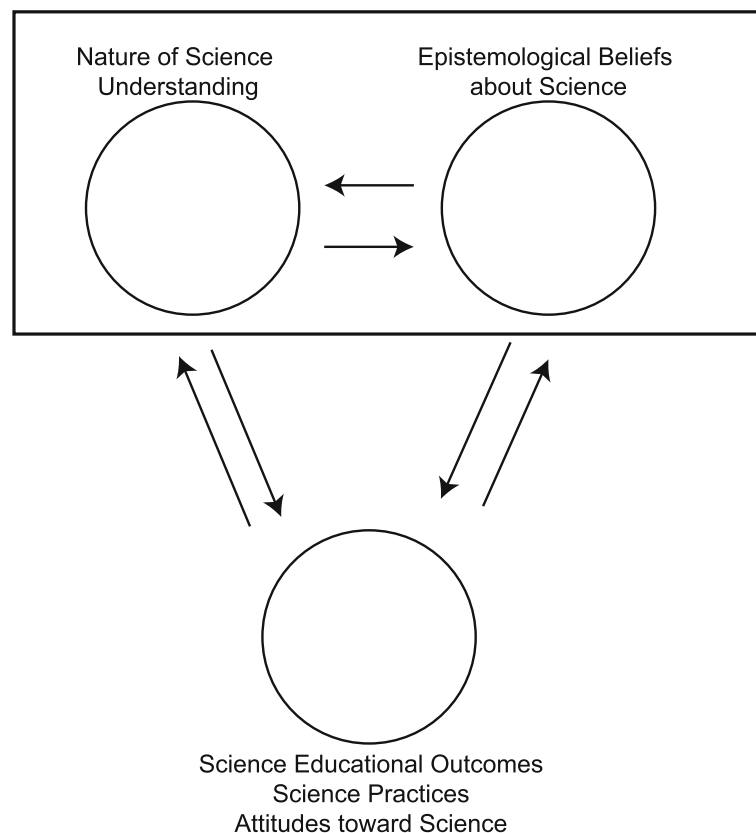 Nature of Science
Understanding
Epistemological Beliefs
about Science
Science Educational Outcomes
Science Practices
Attitudes toward Science